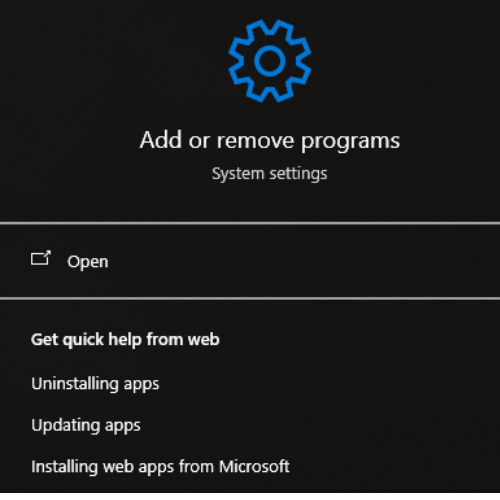 Add or remove programs
System settings
Open
Get quick help from web
Uninstalling apps
Updating apps
Installing web apps from Microsoft